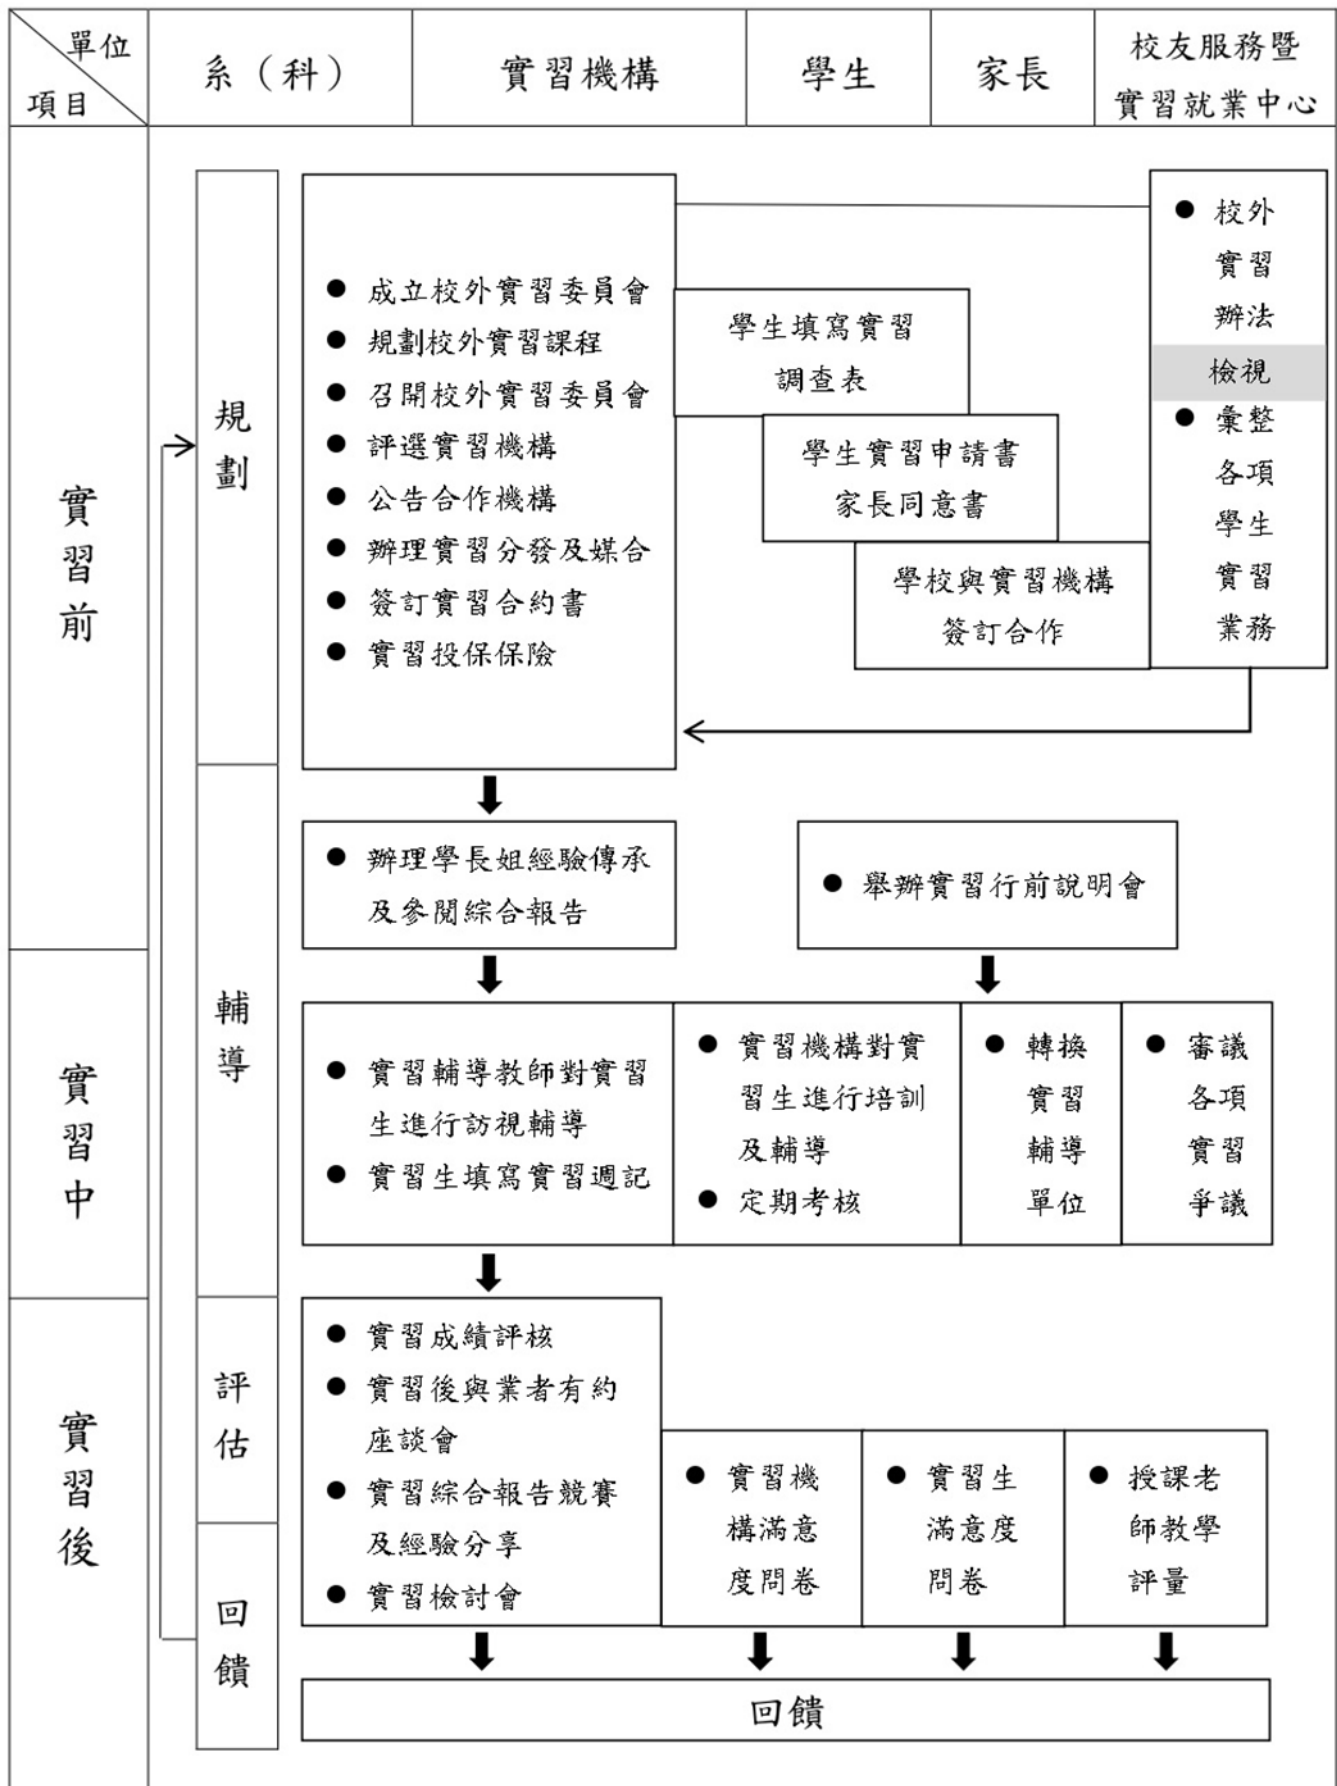 單位
項目
系（科）
實習機構
學生
家長
校友服務暨
實習就業中心
實習前
規劃
● 成立校外實習委員會
● 規劃校外實習課程
● 召開校外實習委員會
● 評選實習機構
● 公告合作機構
● 辦理實習分發及媒合
● 簽訂實習合約書
● 實習投保保險
學生填寫實習
調查表
學生實習申請書
家長同意書
學校與實習機構
簽訂合作
● 校外
實習
辦法
檢視
● 彙整
各項
學生
實習
業務
輔導
● 辦理學長姐經驗傳承
及參閱綜合報告
● 舉辦實習行前說明會
實習中
● 實習輔導教師對實習
生進行訪視輔導
● 實習生填寫實習週記
● 實習機構對實
習生進行培訓
及輔導
● 定期考核
● 轉換
實習
輔導
單位
● 審議
各項
實習
爭議
實習後
評估
● 實習成績評核
● 實習後與業者有約
座談會
● 實習綜合報告競賽
及經驗分享
● 實習檢討會
● 實習機
構滿意
度問卷
● 實習生
滿意度
問卷
● 授課老
師教學
評量
回饋
回饋